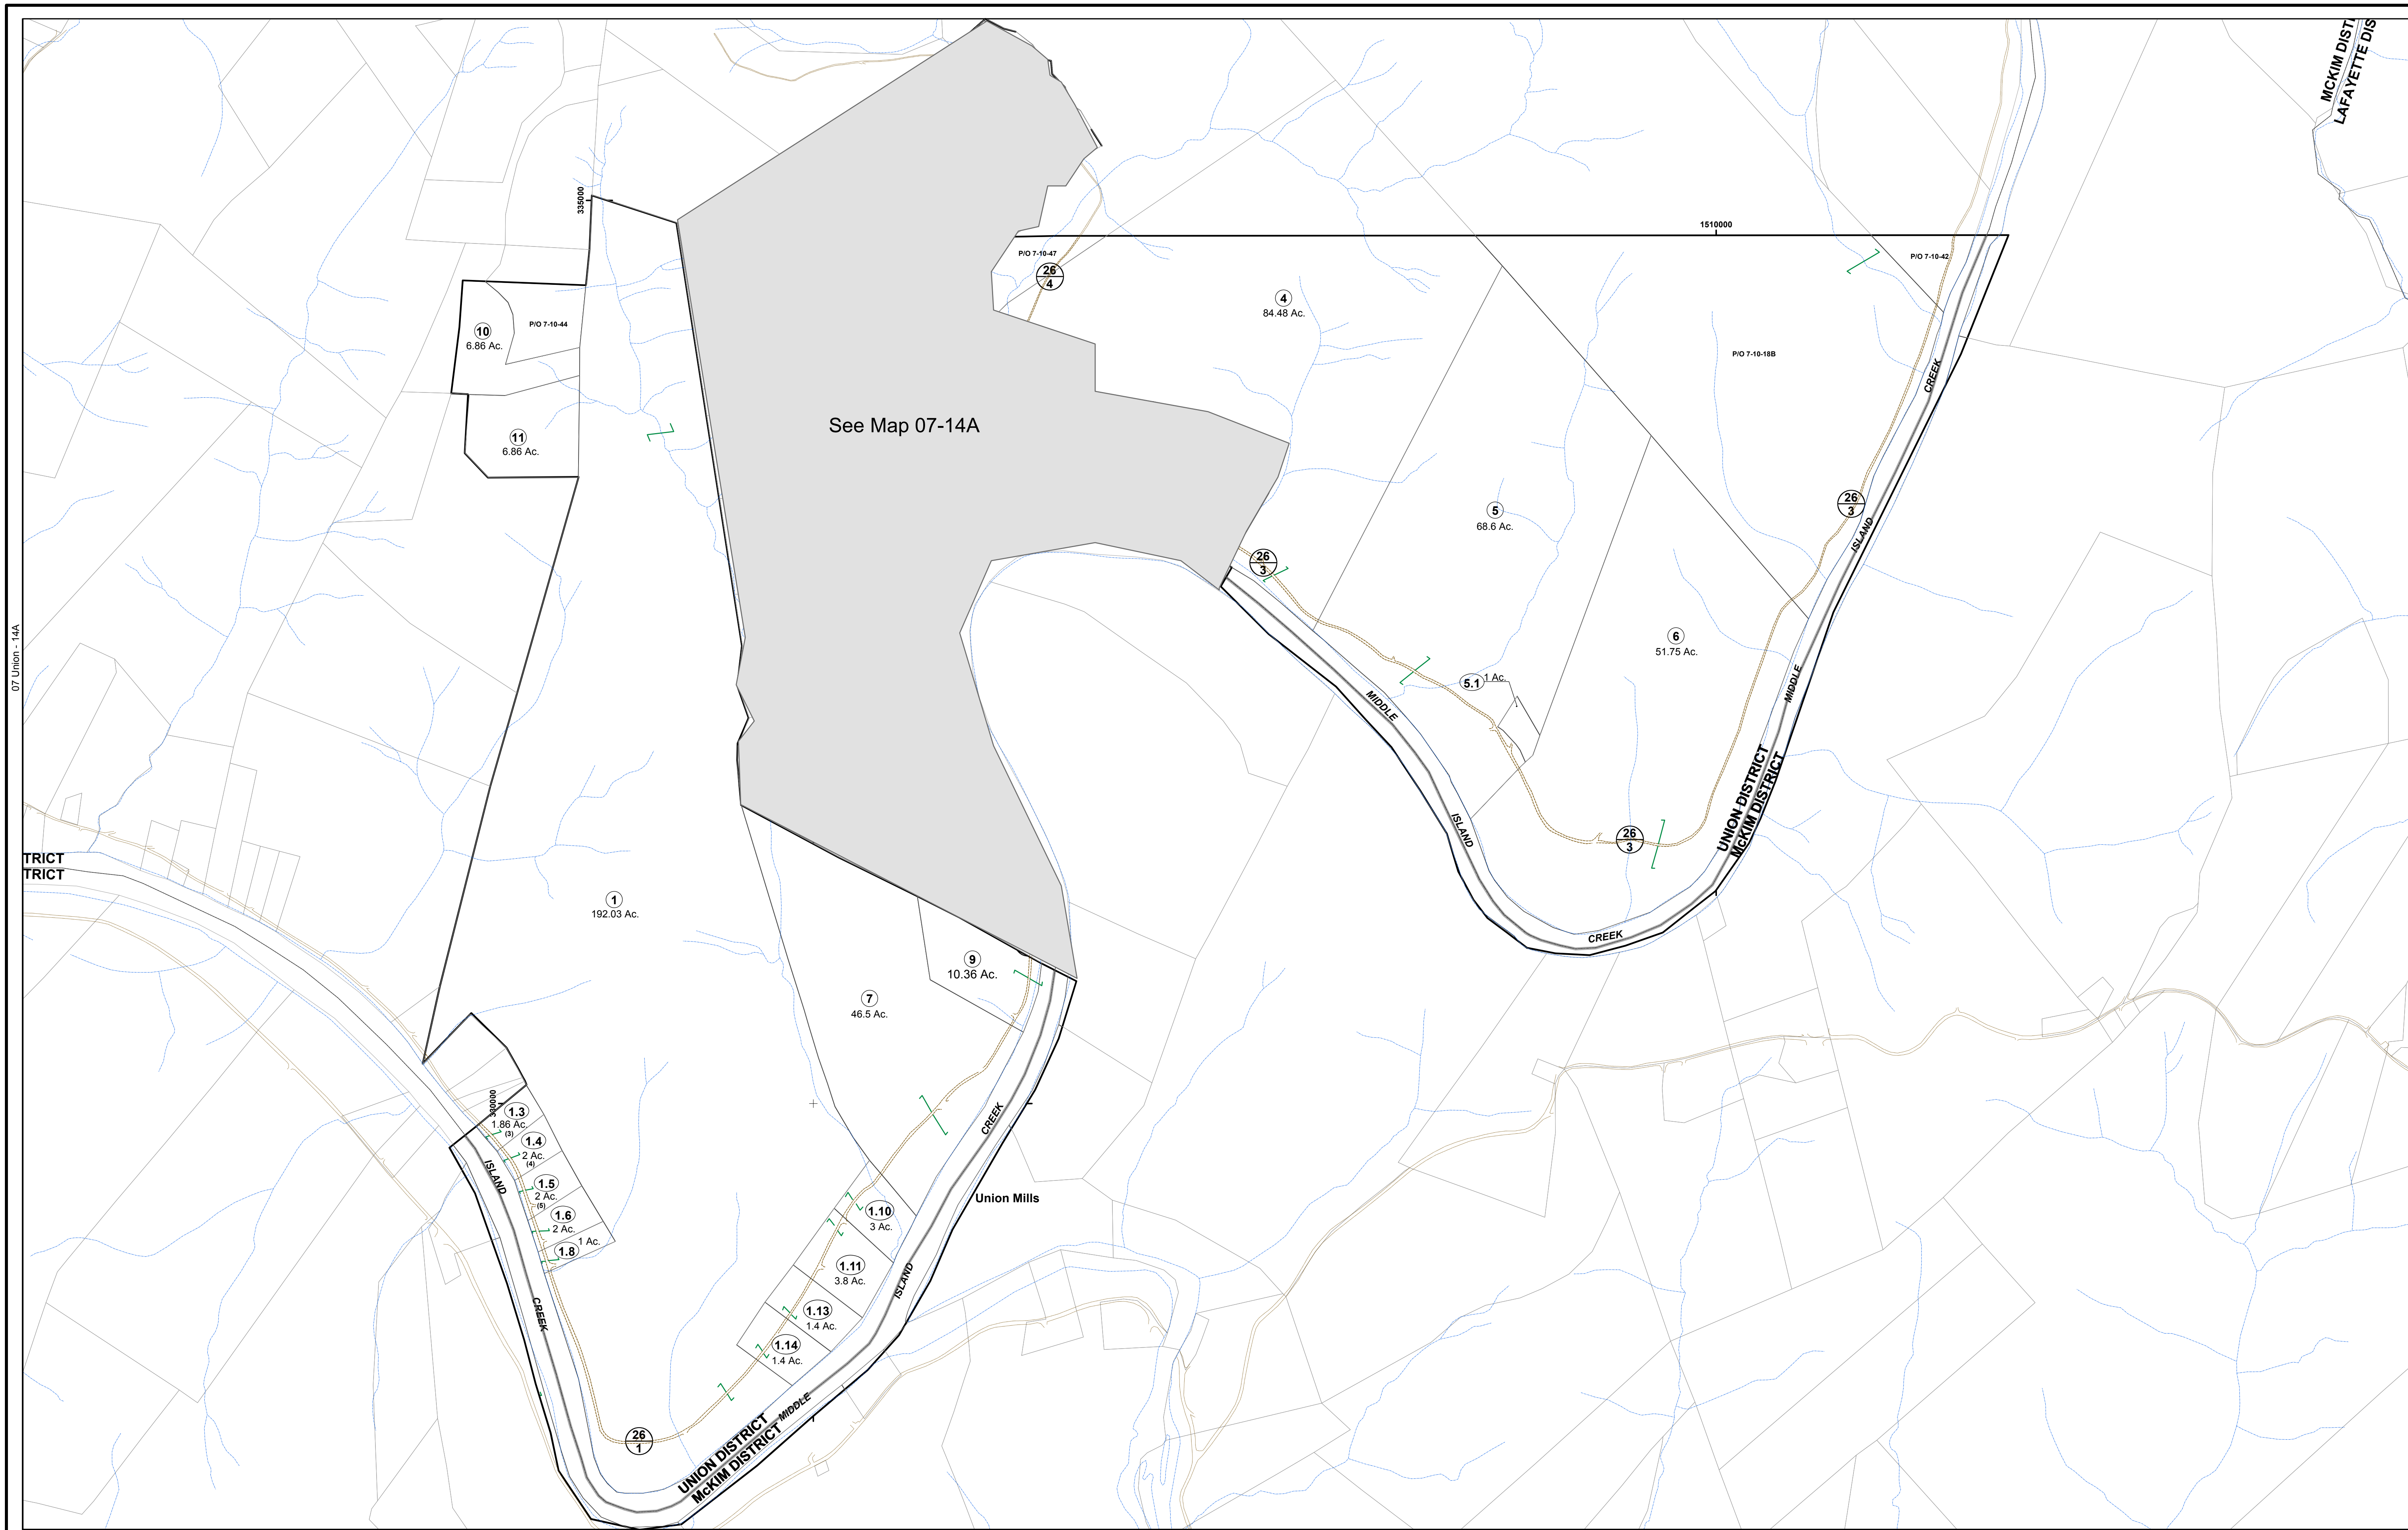 MCKIM DIST
LAFAYETTE DIS
335000
1510000
P/O 7-10-47
P/O 7-10-42
26
4
4
84.48 Ac.
10
6.86 Ac.
P/O 7-10-44
P/O 7-10-18B
CREEK
See Map 07-14A
11
6.86 Ac.
5
68.6 Ac.
26
3
ISLAND
26
3
07 Union - 14A
6
51.75 Ac.
5.1
1 Ac.
MIDDLE
MIDDLE
UNION DISTRICT
McKIM DISTRICT
ISLAND
26
3
TRICT
TRICT
1
192.03 Ac.
CREEK
9
10.36 Ac.
7
46.5 Ac.
330000
1.3
1.86 Ac.
(3)
CREEK
1.4
2 Ac.
(4)
ISLAND
1.5
2 Ac.
(5)
Union Mills
1.6
2 Ac.
1.10
3 Ac.
1 Ac.
1.8
1.11
3.8 Ac.
ISLAND
CREEK
1.13
1.4 Ac.
1.14
1.4 Ac.
MIDDLE
26
1
UNION DISTRICT
McKIM DISTRICT